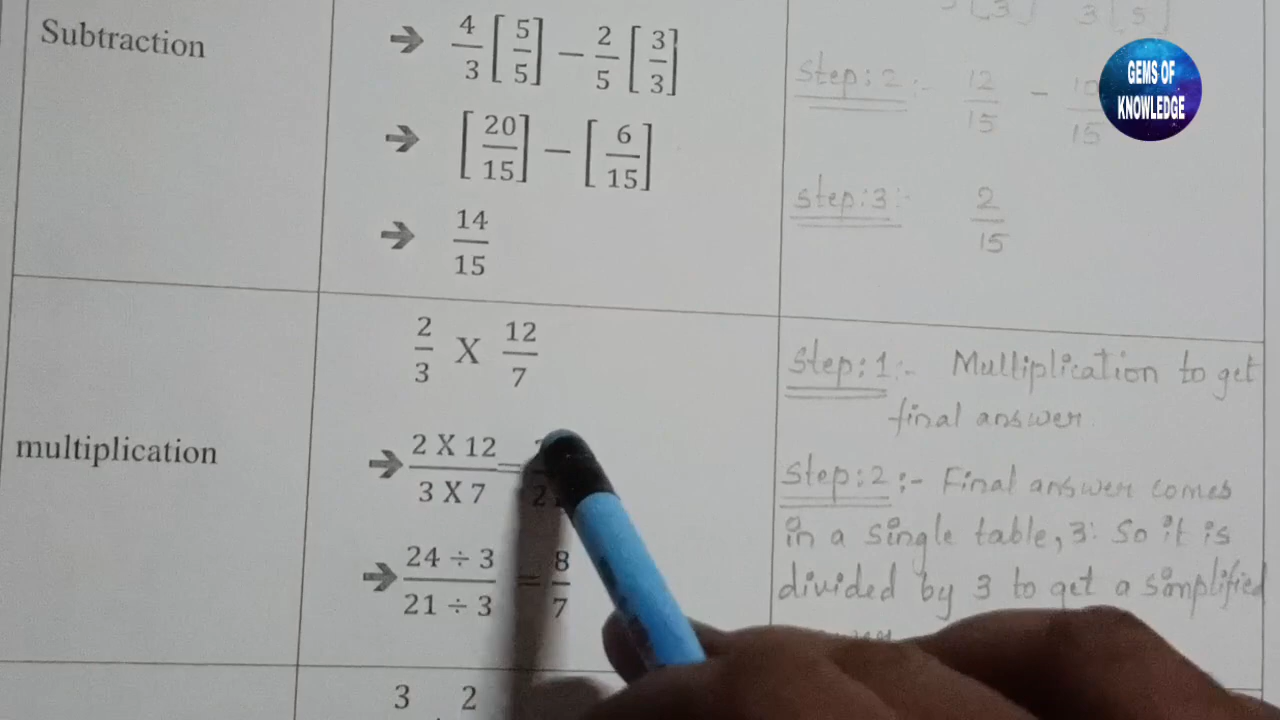 Subtraction
→ 4/3 [5/5] − 2/5 [3/3]
→ [20/15] − [6/15]
→ 14/15
Step:2:- 12/15 − 10/15
Step:3:- 2/15
GEMS OF
KNOWLEDGE
multiplication
2/3 X 12/7
→ (2 X 12)/(3 X 7) =
→ (24 ÷ 3)/(21 ÷ 3) = 8/7
Step:1:- Multiplication to get
final answer.
Step:2:- Final answer comes
in a single table, 3: So it is
divided by 3 to get a simplified
3 2